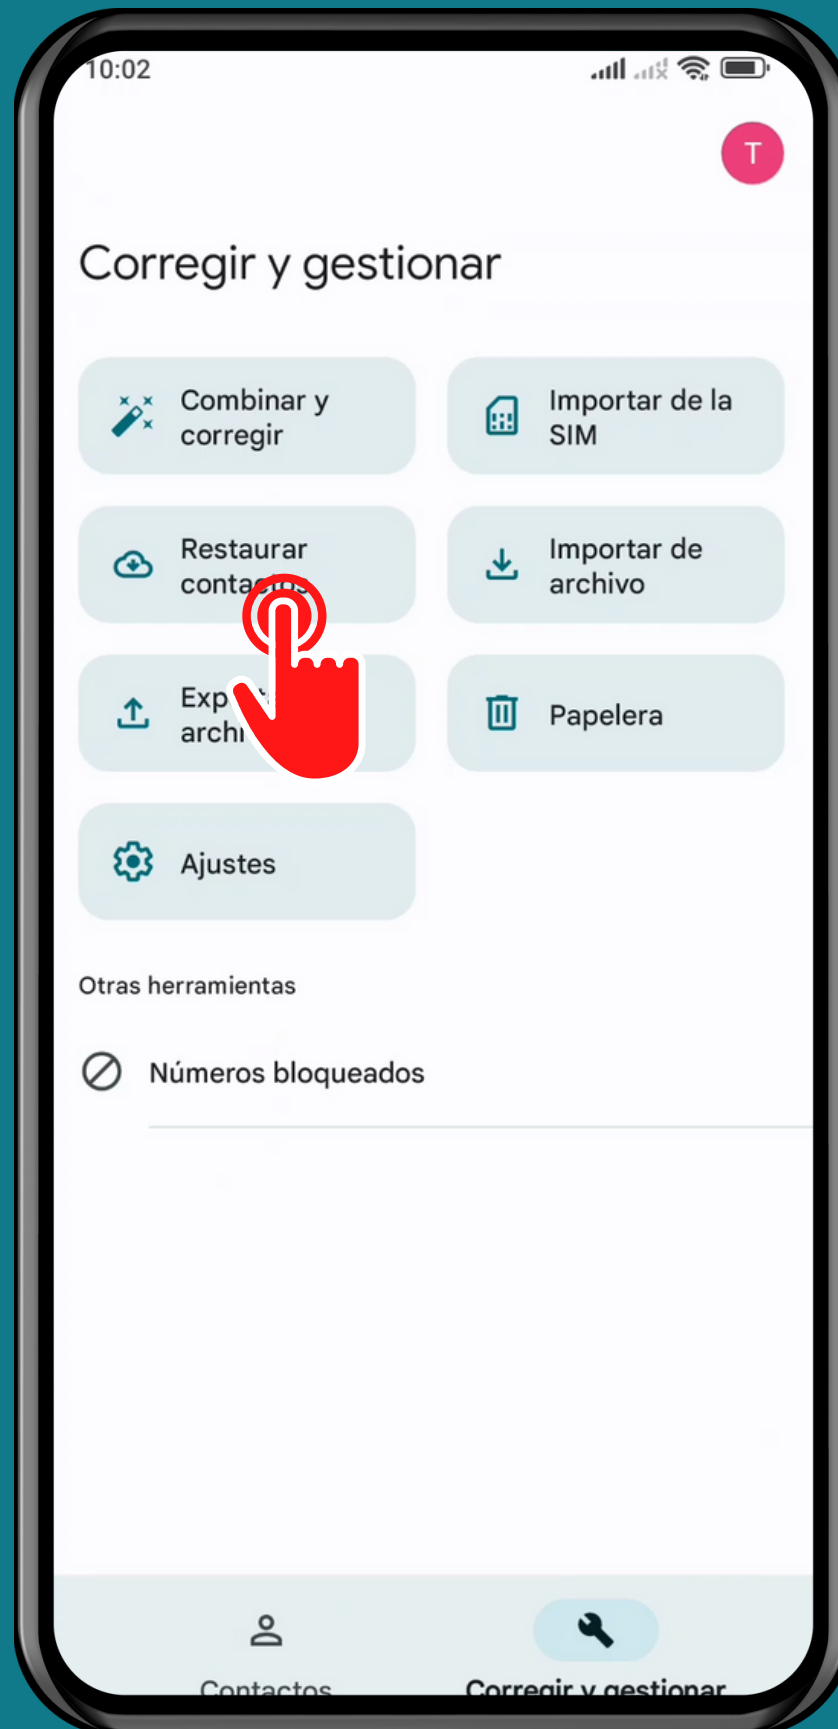 10:02
T
Corregir y gestionar
Combinar y
corregir
Importar de la
SIM
Restaurar
contactos
Importar de
archivo
Papelera
Ajustes
Otras herramientas
Números bloqueados
Contactos
Corregir y gestionar